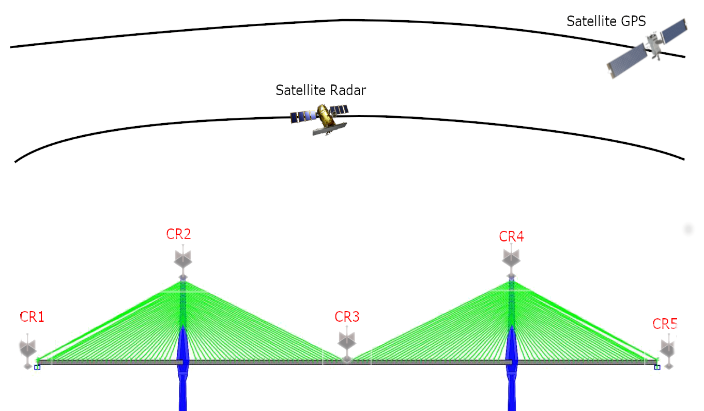 Satellite GPS
Satellite Radar
CR2
CR4
CR1
CR3
CR5